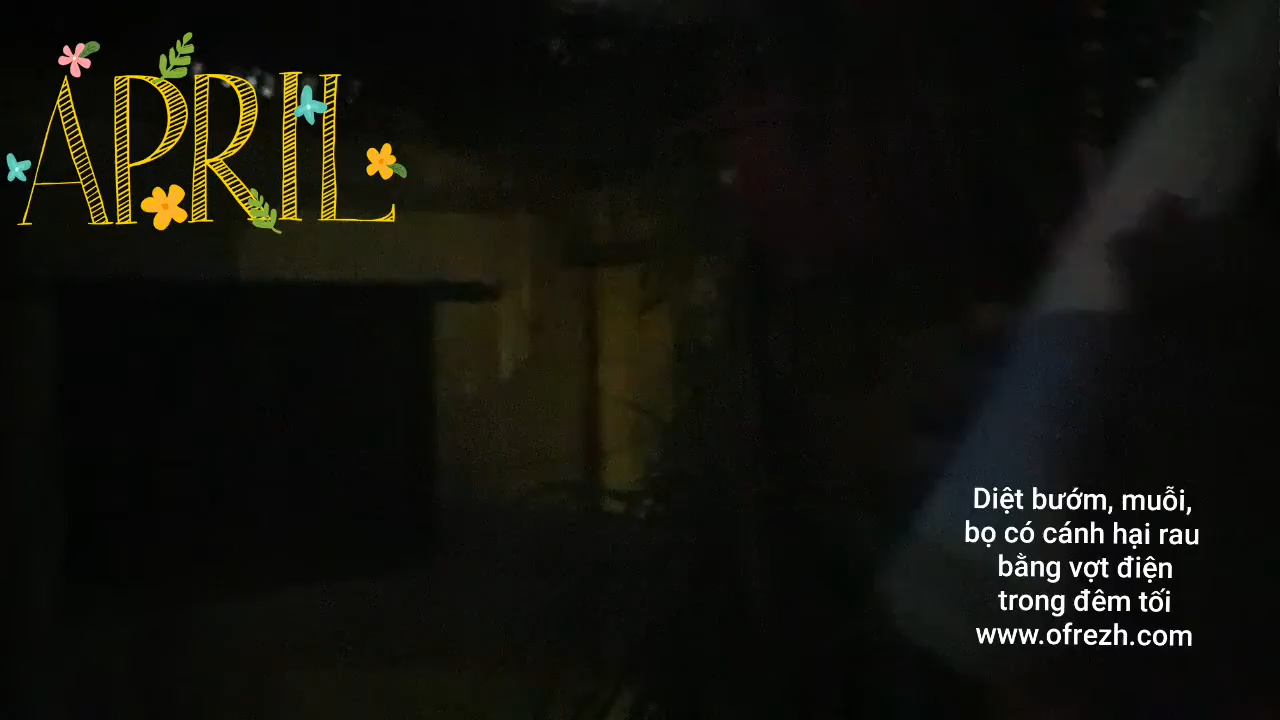 APRIL
Diệt bướm, muỗi,
bọ có cánh hại rau
bằng vợt điện
trong đêm tối
www.ofrezh.com